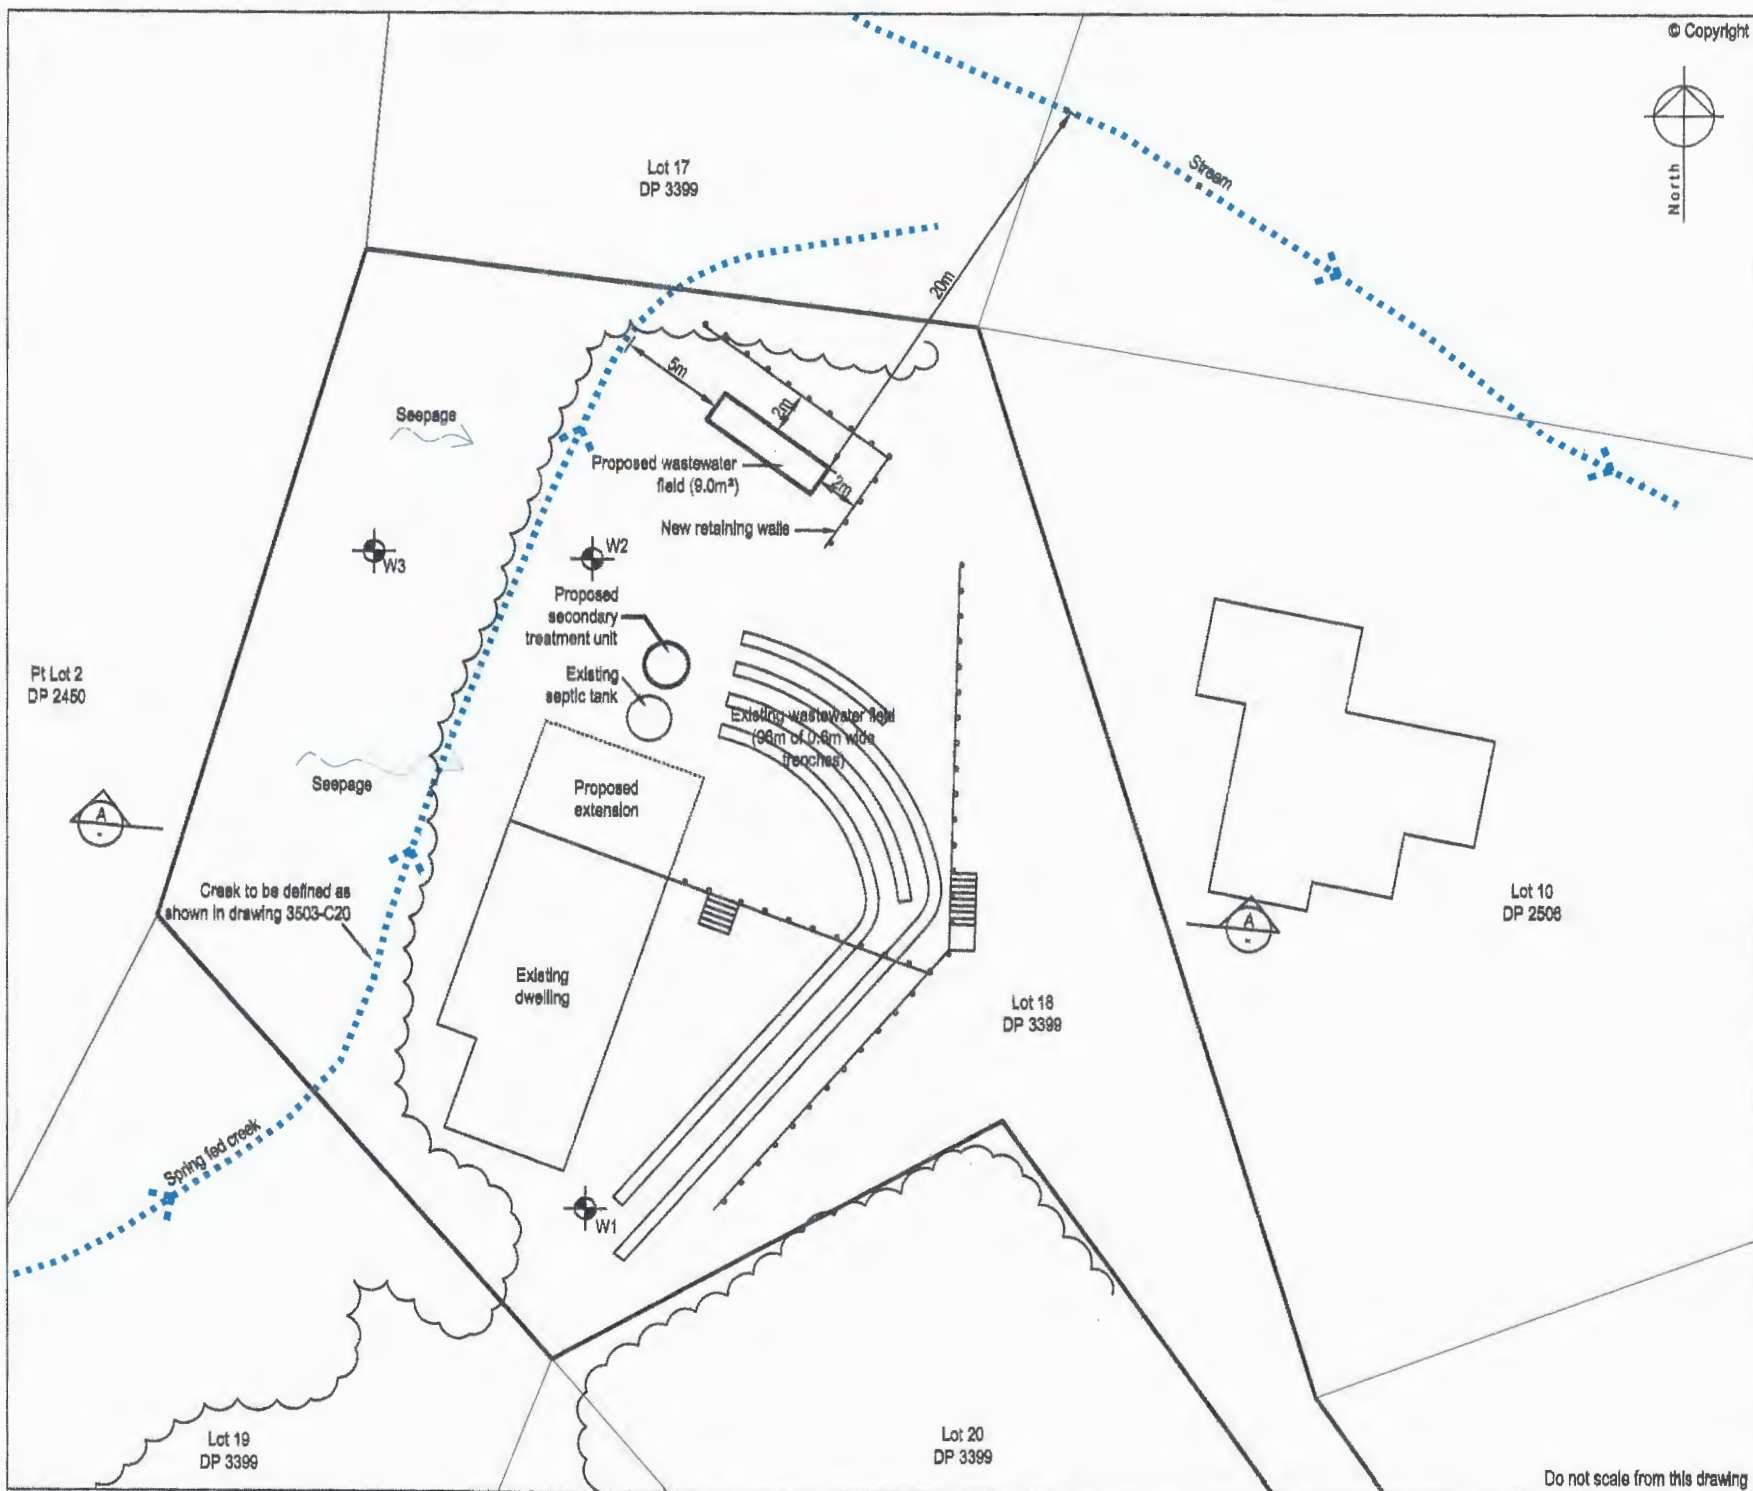 © Copyright
North
Lot 17
DP 3399
Stream
20m
5m
2m
Seepage
Proposed wastewater
field (9.0m²)
2m
New retaining walls
W3
W2
Proposed
secondary
treatment unit
Existing
septic tank
Pt Lot 2
DP 2450
Existing wastewater field
(96m of 0.6m wide
trenches)
Seepage
Proposed
extension
A
Creek to be defined as
shown in drawing 3503-C20
Lot 10
DP 2506
A
Existing
dwelling
Lot 18
DP 3399
Spring fed creek
W1
Lot 19
DP 3399
Lot 20
DP 3399
Do not scale from this drawing